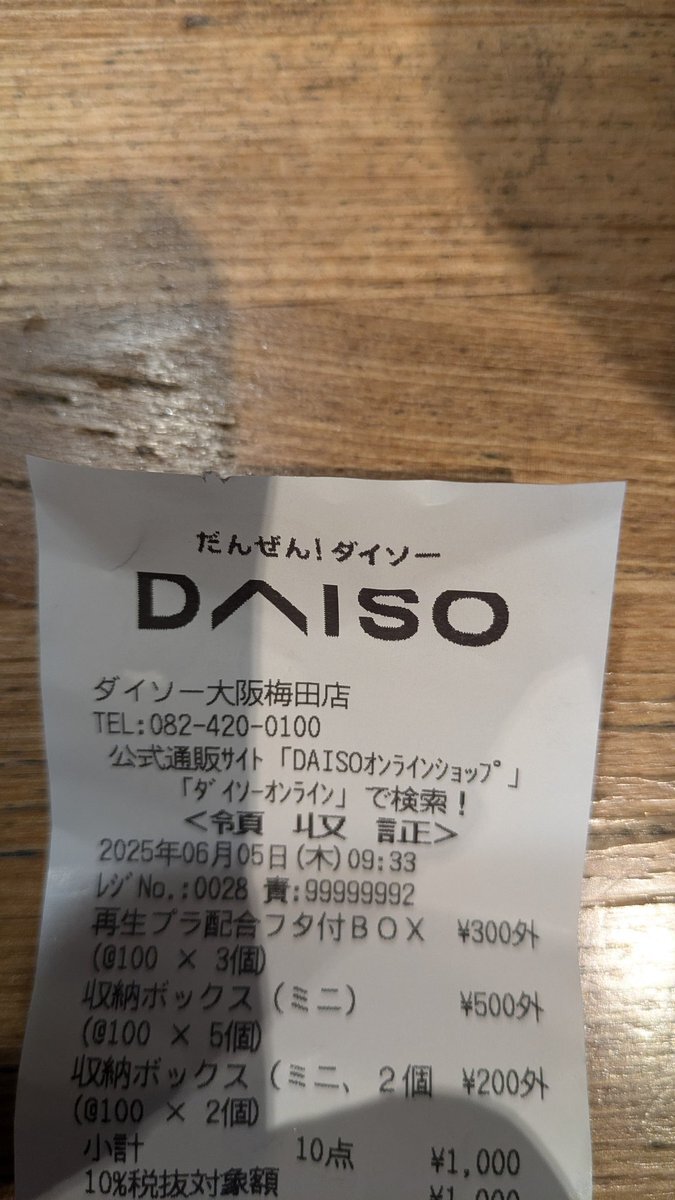 だんぜん!ダイソー
DAISO
ダイソー大阪梅田店
TEL:082-420-0100
公式通販ｻｲﾄ「DAISOｵﾝﾗｲﾝｼｮｯﾌﾟ」
「ﾀﾞｲｿｰｵﾝﾗｲﾝ」で検索!
<領 収 証>
2025年06月05日(木)09:33
ﾚｼﾞNo.:0028 責:99999992
再生プラ配合フタ付ＢＯＸ ¥300外
(@100 × 3個)
収納ボックス（ミニ） ¥500外
(@100 × 5個)
収納ボックス（ミニ、２個 ¥200外
(@100 × 2個)
小計 10点 ¥1,000
10%税抜対象額 ¥1,000